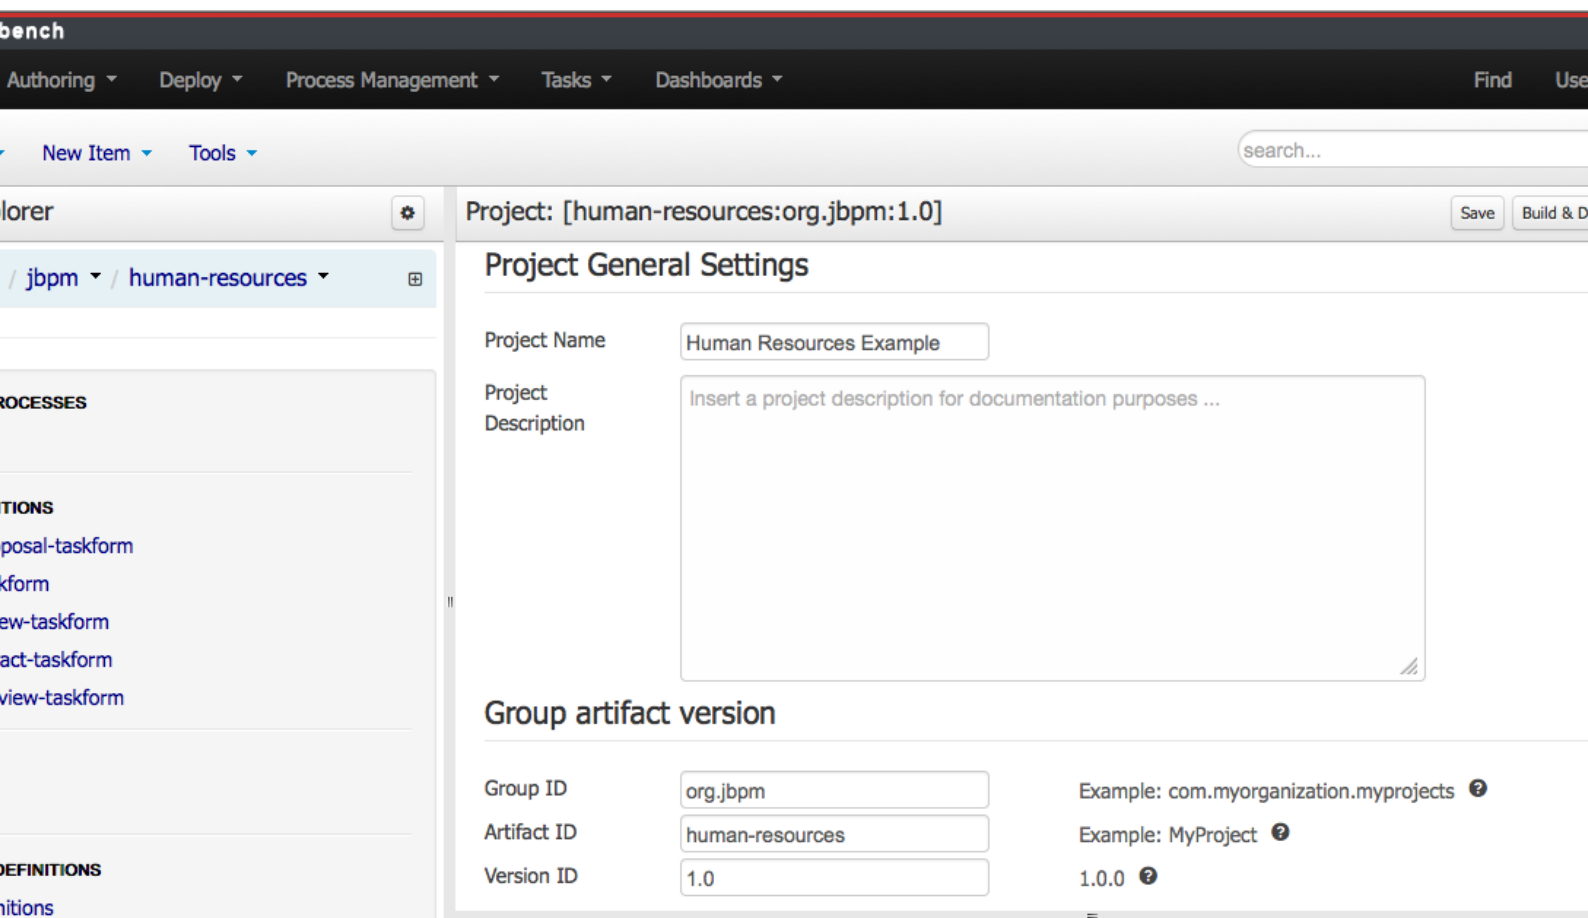 bench
Authoring Deploy Process Management Tasks Dashboards Find Use
New Item Tools search...
lorer
Project: [human-resources:org.jbpm:1.0] Save Build & D
/ jbpm / human-resources
Project General Settings
Project Name Human Resources Example
Project
Description
Insert a project description for documentation purposes ...
ROCESSES
TIONS
posal-taskform
kform
ew-taskform
act-taskform
view-taskform
Group artifact version
Group ID org.jbpm Example: com.myorganization.myprojects
Artifact ID human-resources Example: MyProject
Version ID 1.0 1.0.0
DEFINITIONS
nitions